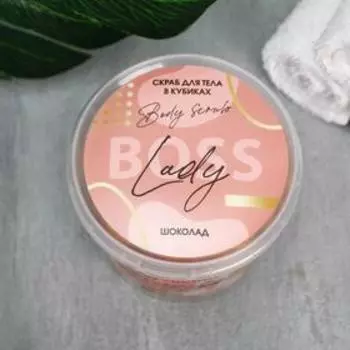 СКРАБ ДЛЯ ТЕЛА
В КУБИКАХ
Body scrub
BOSS
Lady
ШОКОЛАД